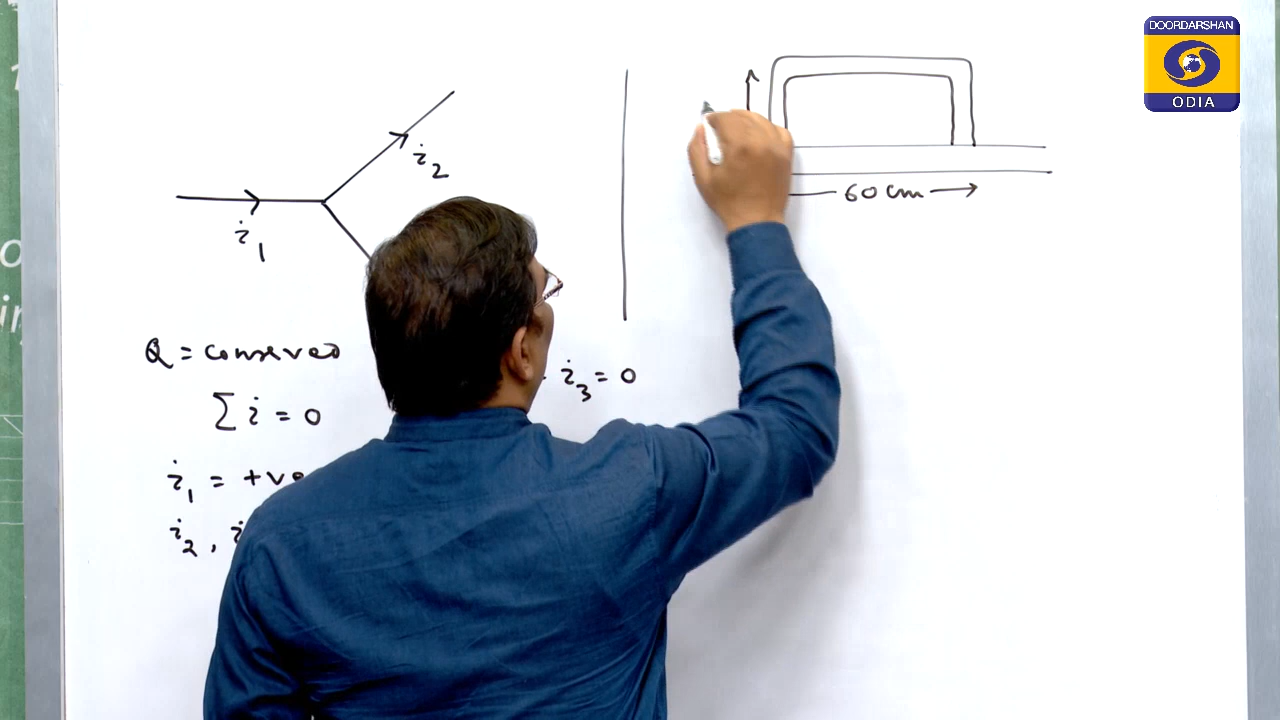 i₁
i₂
Q = conserved
Σ i = 0
i₃ = 0
i₁ = +ve
i₂ ,
60 cm
DOORDARSHAN
ODIA